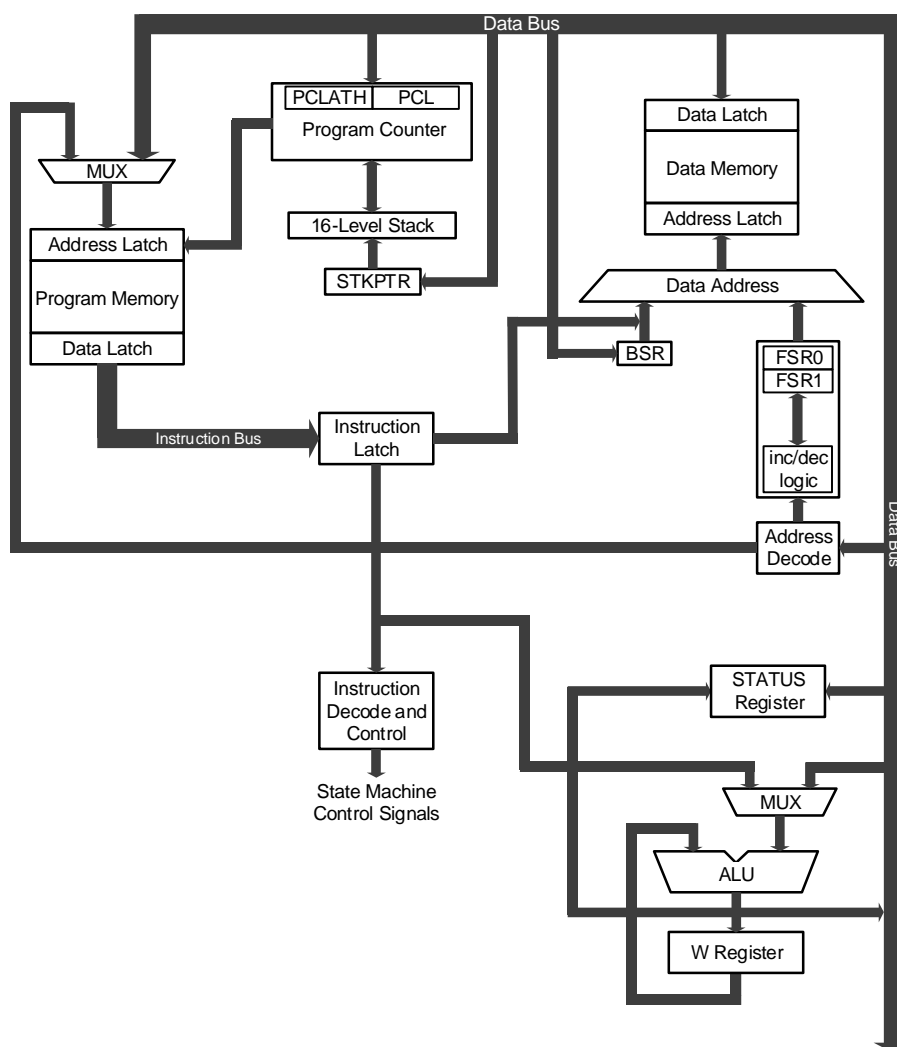 Data Bus
PCLATH
PCL
Program Counter
Data Latch
Data Memory
Address Latch
MUX
16-Level Stack
Address Latch
Program Memory
Data Latch
STKPTR
Data Address
BSR
FSR0
FSR1
Instruction Bus
Instruction
Latch
inc/dec
logic
Address
Decode
Data Bus
Instruction
Decode and
Control
STATUS
Register
State Machine
Control Signals
MUX
ALU
W Register